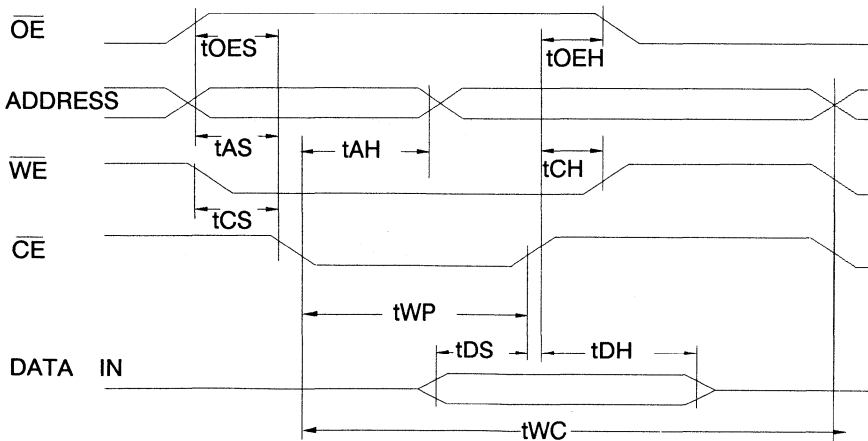 OE
tOES
tOEH
ADDRESS
tAS
tAH
tCH
WE
tCS
CE
tWP
tDS
tDH
DATA IN
tWC